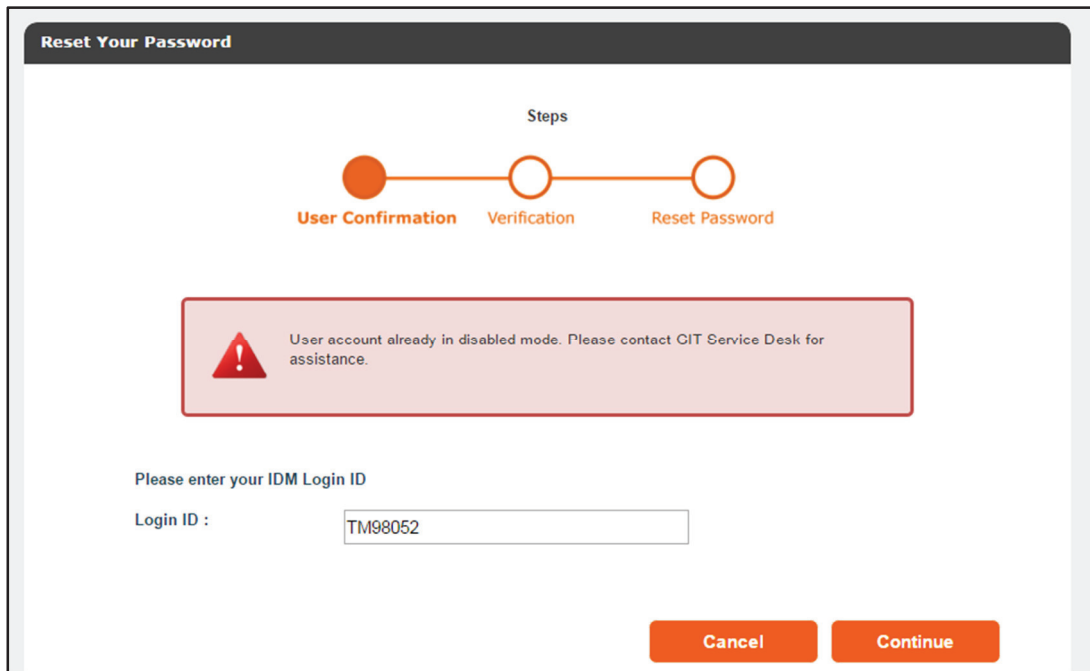 Reset Your Password
Steps
User Confirmation Verification Reset Password
User account already in disabled mode. Please contact CIT Service Desk for
assistance.
Please enter your IDM Login ID
Login ID :
TM98052
Cancel Continue